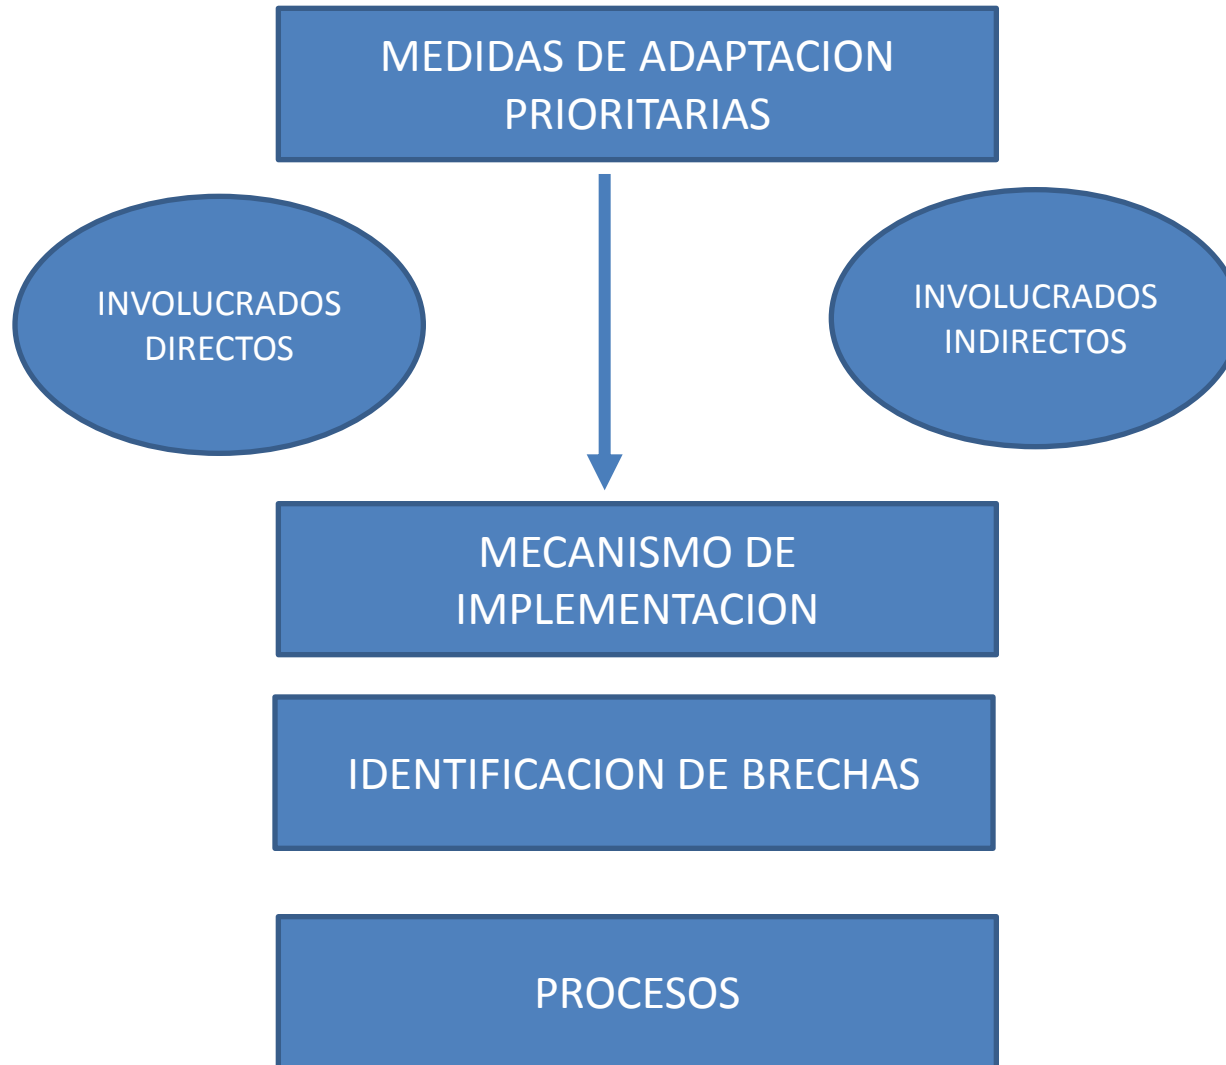 MEDIDAS DE ADAPTACION
PRIORITARIAS
INVOLUCRADOS
DIRECTOS
INVOLUCRADOS
INDIRECTOS
MECANISMO DE
IMPLEMENTACION
IDENTIFICACION DE BRECHAS
PROCESOS